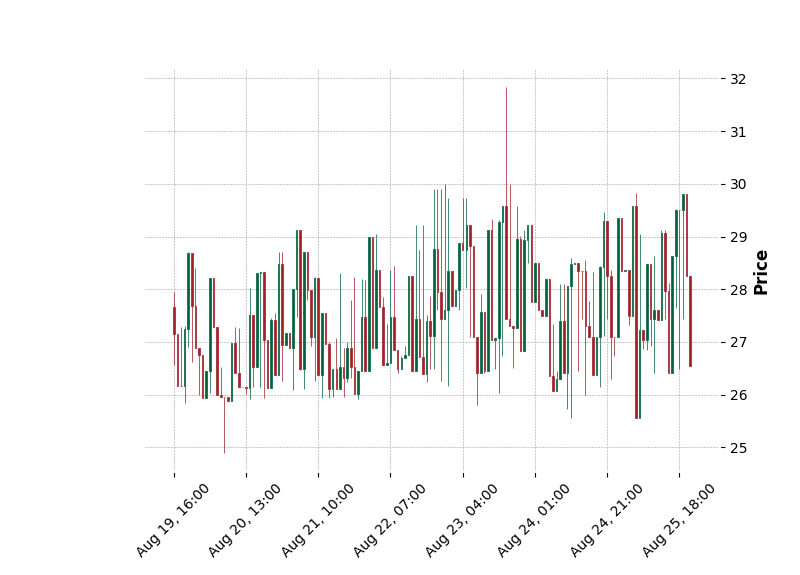 32
31
30
29
28
27
26
25
Price
Aug 19, 16:00
Aug 20, 13:00
Aug 21, 10:00
Aug 22, 07:00
Aug 23, 04:00
Aug 24, 01:00
Aug 24, 21:00
Aug 25, 18:00